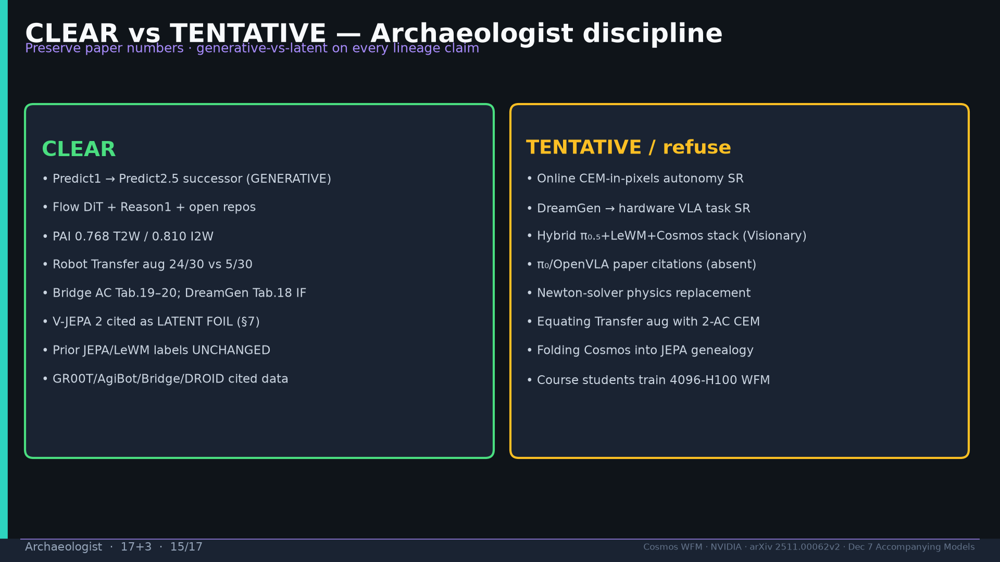 CLEAR vs TENTATIVE — Archaeologist discipline
Preserve paper numbers · generative-vs-latent on every lineage claim
CLEAR
• Predict1 → Predict2.5 successor (GENERATIVE)
• Flow DiT + Reason1 + open repos
• PAI 0.768 T2W / 0.810 I2W
• Robot Transfer aug 24/30 vs 5/30
• Bridge AC Tab.19–20; DreamGen Tab.18 IF
• V-JEPA 2 cited as LATENT FOIL (§7)
• Prior JEPA/LeWM labels UNCHANGED
• GR00T/AgiBot/Bridge/DROID cited data
TENTATIVE / refuse
• Online CEM-in-pixels autonomy SR
• DreamGen → hardware VLA task SR
• Hybrid π₀.₅+LeWM+Cosmos stack (Visionary)
• π₀/OpenVLA paper citations (absent)
• Newton-solver physics replacement
• Equating Transfer aug with 2-AC CEM
• Folding Cosmos into JEPA genealogy
• Course students train 4096-H100 WFM
Archaeologist · 17+3 · 15/17
Cosmos WFM · NVIDIA · arXiv 2511.00062v2 · Dec 7 Accompanying Models